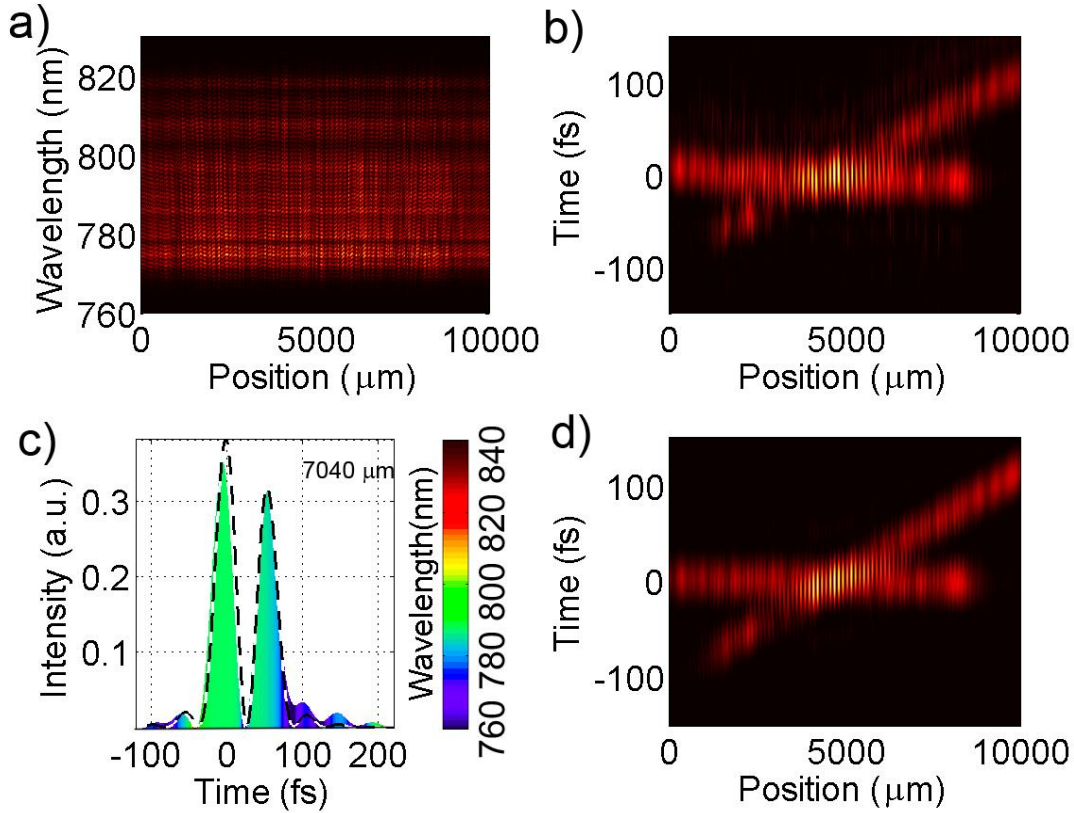 a)
Wavelength (nm)
820
800
780
760
0 5000 10000
Position (μm)
b)
Time (fs)
100
0
-100
0 5000 10000
Position (μm)
c)
Intensity (a.u.)
0.3
0.2
0.1
7040 μm
-100 0 100 200
Time (fs)
Wavelength(nm)
760 780 800 820 840
d)
Time (fs)
100
0
-100
0 5000 10000
Position (μm)